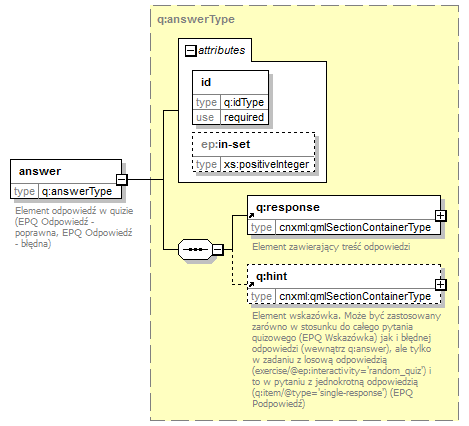 q:answerType
attributes
id
type q:idType
use required
ep:in-set
type xs:positiveInteger
answer
type q:answerType
Element odpowiedź w quizie
(EPQ Odpowiedź -
poprawna, EPQ Odpowiedź
- błędna)
q:response
type cnxml:qmlSectionContainerType
Element zawierający treść odpowiedzi
q:hint
type cnxml:qmlSectionContainerType
Element wskazówka. Może być zastosowany
zarówno w stosunku do całego pytania
quizowego (EPQ Wskazówka) jak i błędnej
odpowiedzi (wewnątrz q:answer), ale tylko
w zadaniu z losową odpowiedzią
(exercise/@ep:interactivity='random_quiz') i
to w pytaniu z jednokrotną odpowiedzią
(q:item/@type='single-response') (EPQ
Podpowiedź)